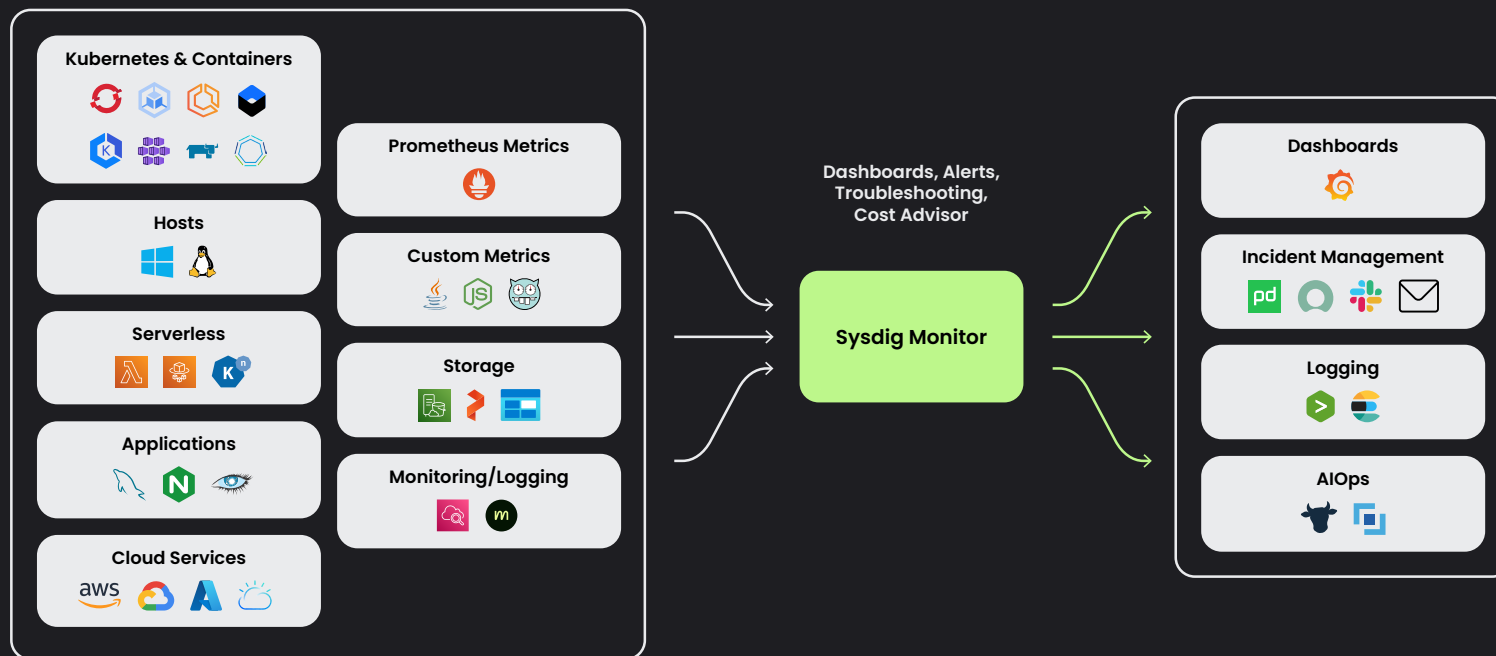 Kubernetes & Containers
K
Hosts
Serverless
K
n
Applications
N
Cloud Services
aws
Prometheus Metrics
Custom Metrics
JS
Storage
Monitoring/Logging
m
Dashboards, Alerts,
Troubleshooting,
Cost Advisor
Sysdig Monitor
Dashboards
Incident Management
pd
Logging
AIOps